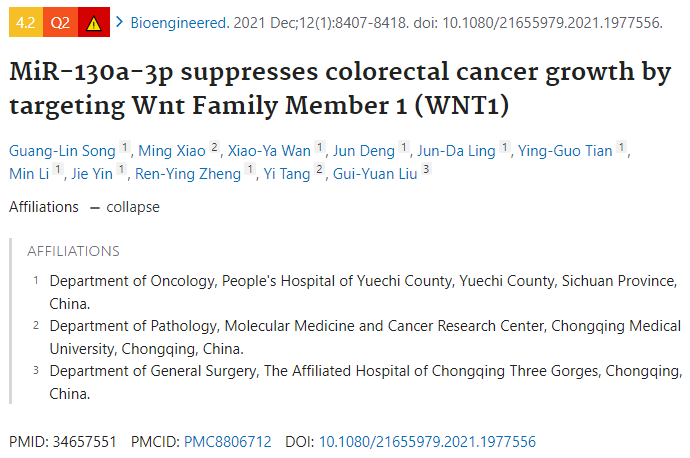 4.2 Q2 Bioengineered. 2021 Dec;12(1):8407-8418. doi: 10.1080/21655979.2021.1977556.
MiR-130a-3p suppresses colorectal cancer growth by
targeting Wnt Family Member 1 (WNT1)
Guang-Lin Song 1, Ming Xiao 2, Xiao-Ya Wan 1, Jun Deng 1, Jun-Da Ling 1, Ying-Guo Tian 1,
Min Li 1, Jie Yin 1, Ren-Ying Zheng 1, Yi Tang 2, Gui-Yuan Liu 3
Affiliations — collapse
AFFILIATIONS
1 Department of Oncology, People's Hospital of Yuechi County, Yuechi County, Sichuan Province,
China.
2 Department of Pathology, Molecular Medicine and Cancer Research Center, Chongqing Medical
University, Chongqing, China.
3 Department of General Surgery, The Affiliated Hospital of Chongqing Three Gorges, Chongqing,
China.
PMID: 34657551 PMCID: PMC8806712 DOI: 10.1080/21655979.2021.1977556